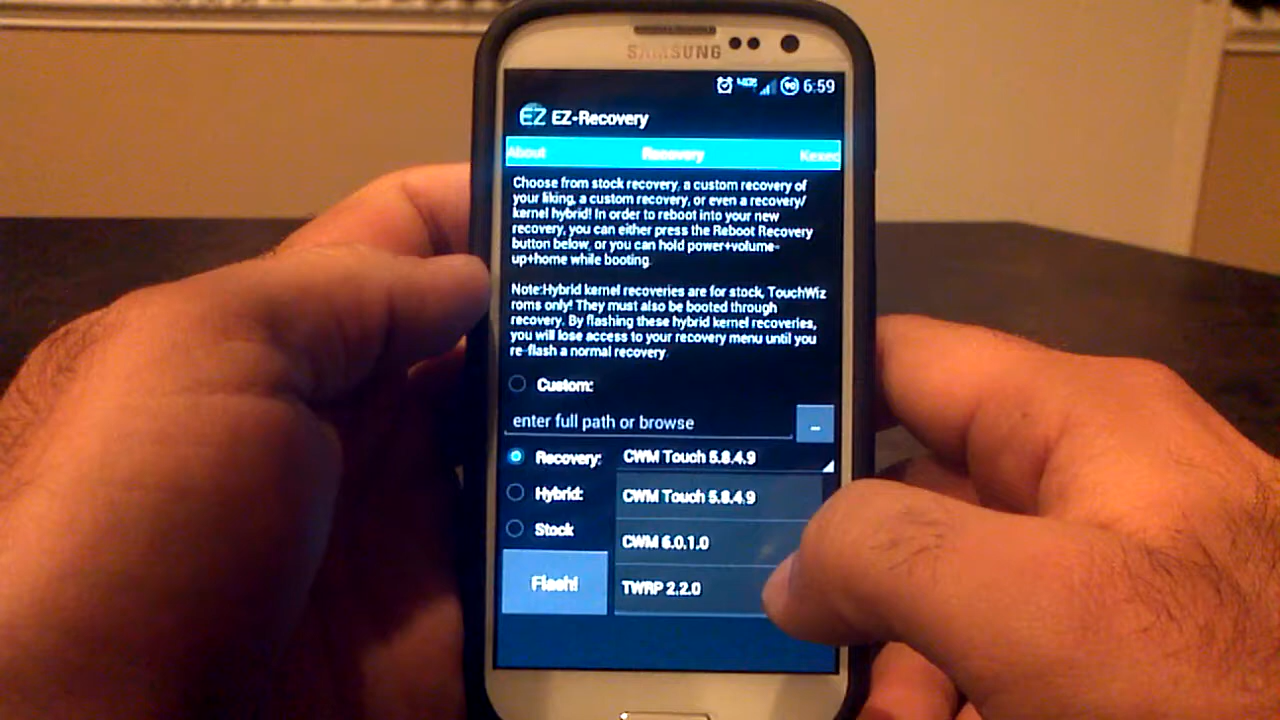 SAMSUNG
4G 90 6:59
EZ EZ-Recovery
About Recovery Kexec
Choose from stock recovery, a custom recovery of
your liking, a custom recovery, or even a recovery/
kernel hybrid! In order to reboot into your new
recovery, you can either press the Reboot Recovery
button below, or you can hold power+volume-
up+home while booting.
Note:Hybrid kernel recoveries are for stock, TouchWiz
roms only! They must also be booted through
recovery. By flashing these hybrid kernel recoveries,
you will lose access to your recovery menu until you
re-flash a normal recovery.
Custom:
enter full path or browse ...
Recovery: CWM Touch 5.8.4.9
Hybrid: CWM Touch 5.8.4.9
Stock CWM 6.0.1.0
Flash! TWRP 2.2.0